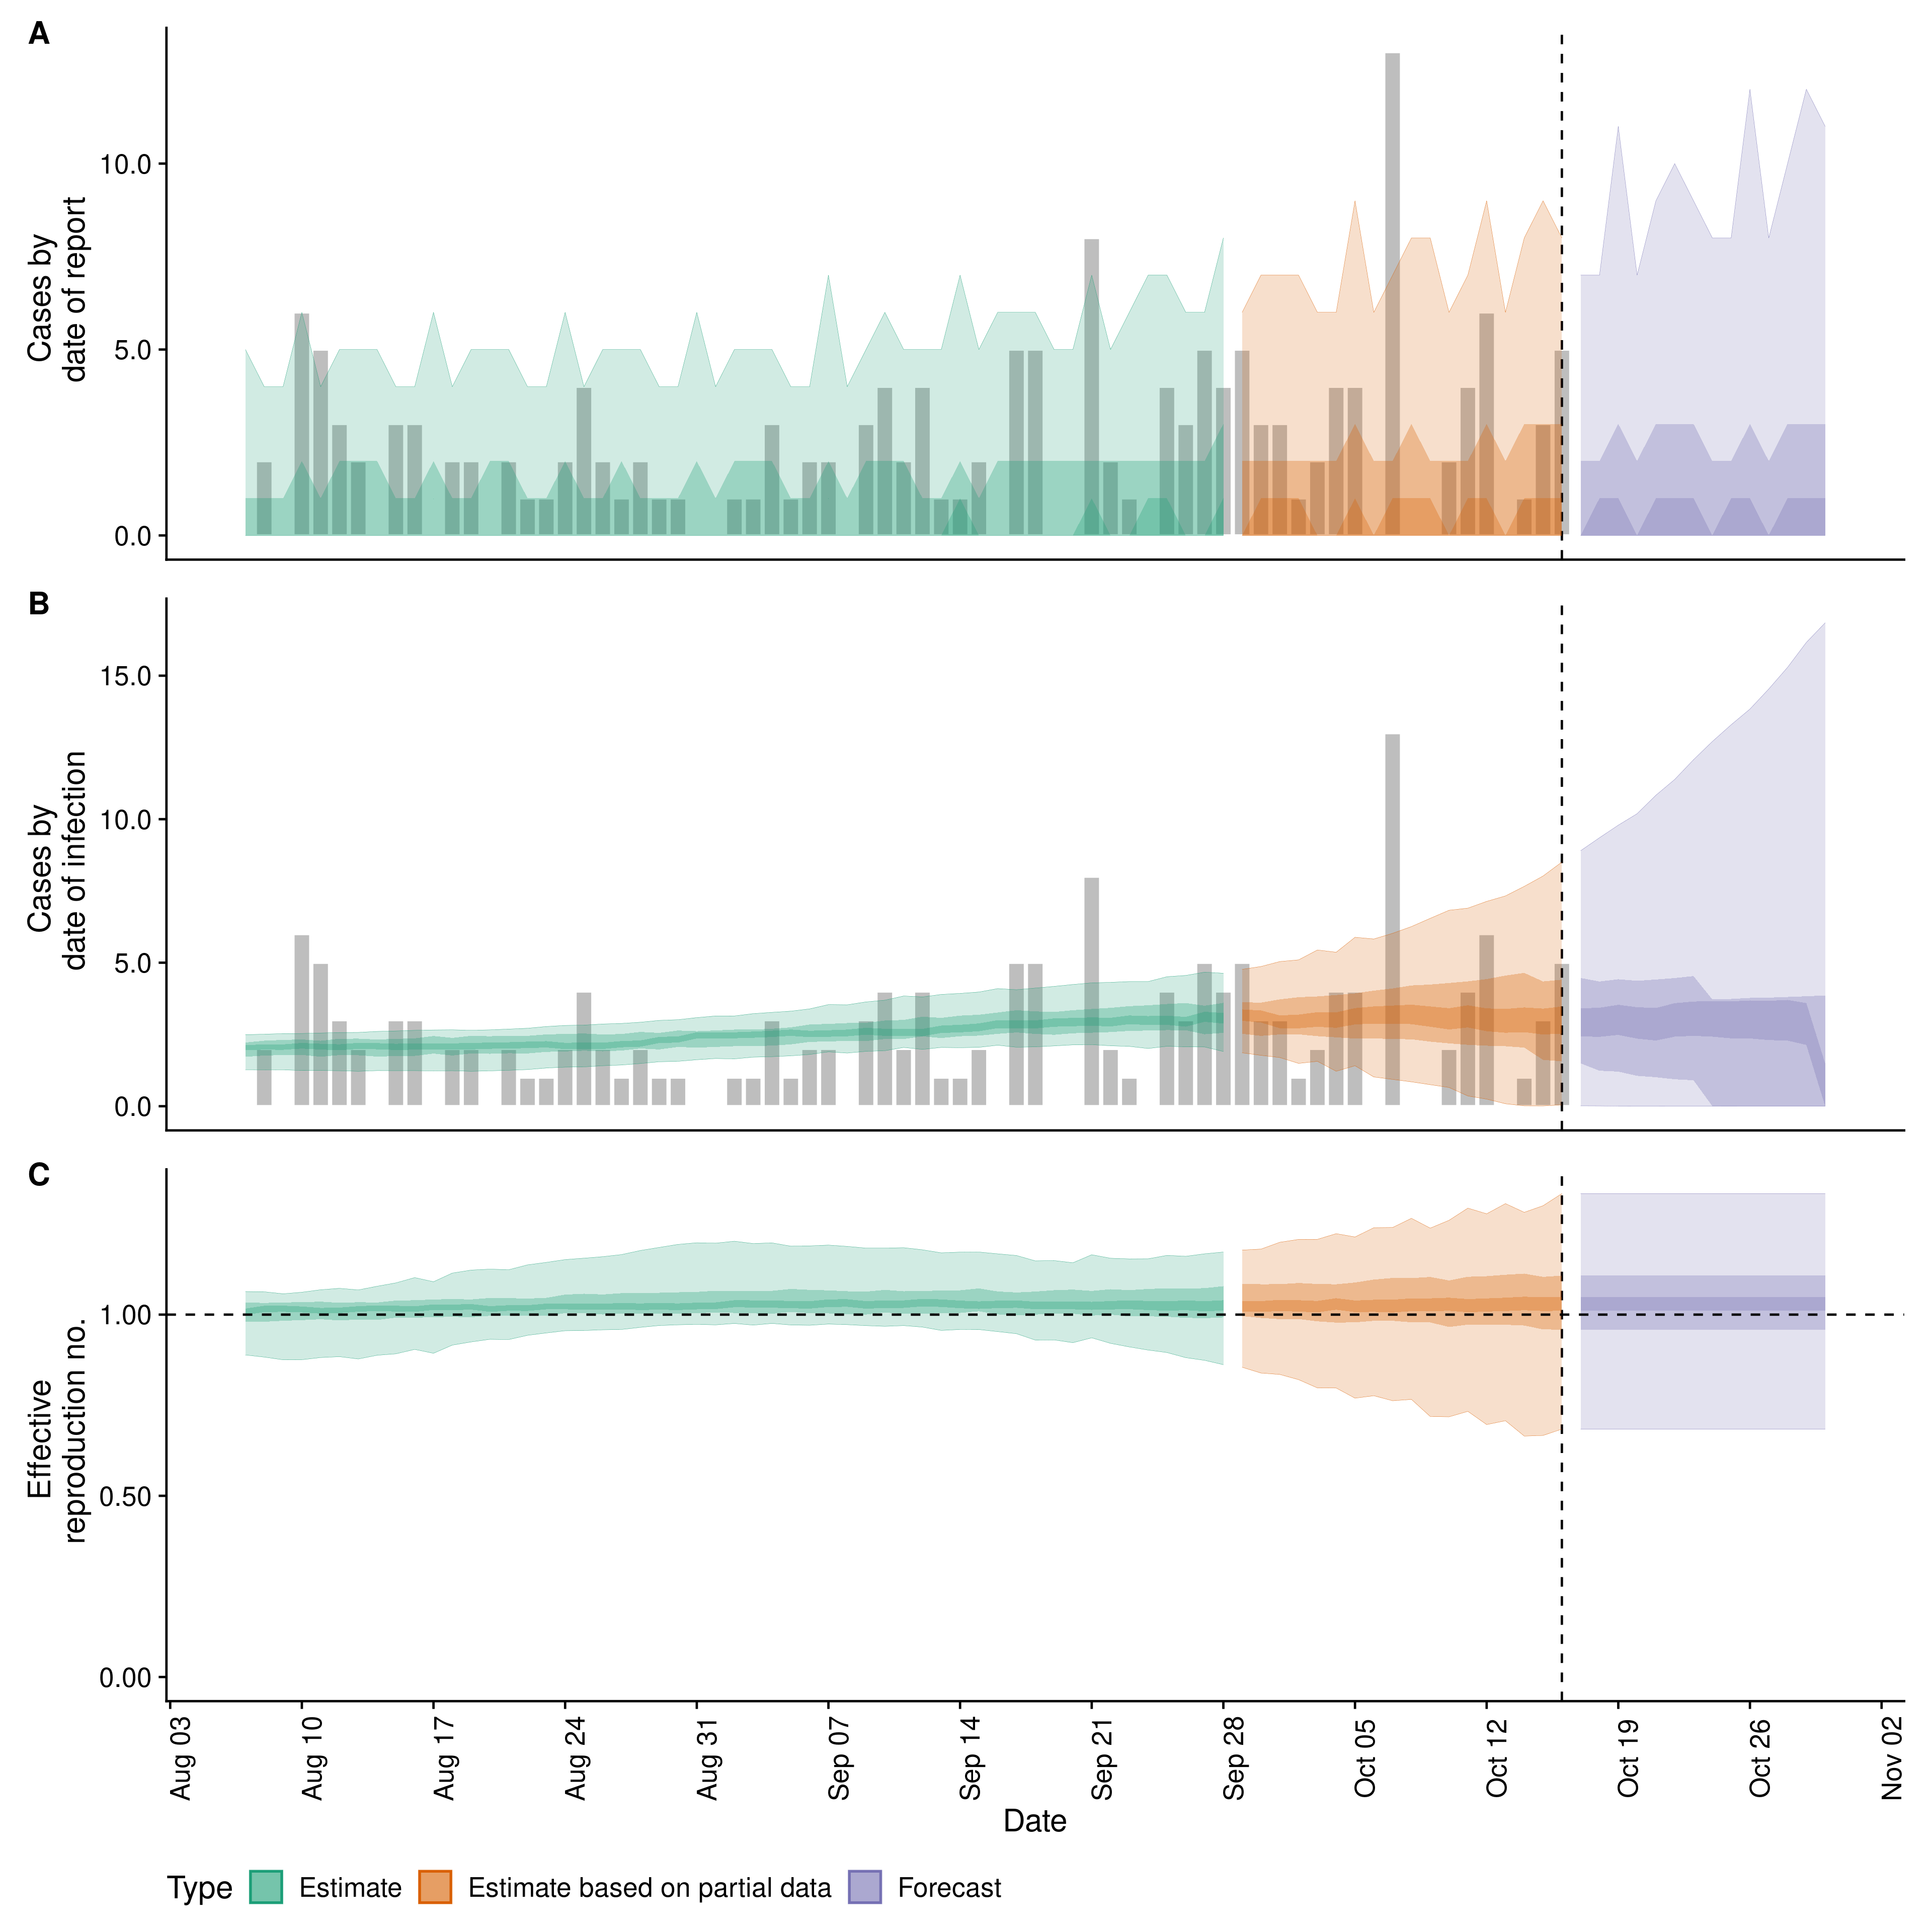 A
Cases by
date of report
10.0
5.0
0.0
B
Cases by
date of infection
15.0
10.0
5.0
0.0
C
Effective
reproduction no.
1.00
0.50
0.00
Aug 03
Aug 10
Aug 17
Aug 24
Aug 31
Sep 07
Sep 14
Sep 21
Sep 28
Oct 05
Oct 12
Oct 19
Oct 26
Nov 02
Date
Type
Estimate
Estimate based on partial data
Forecast